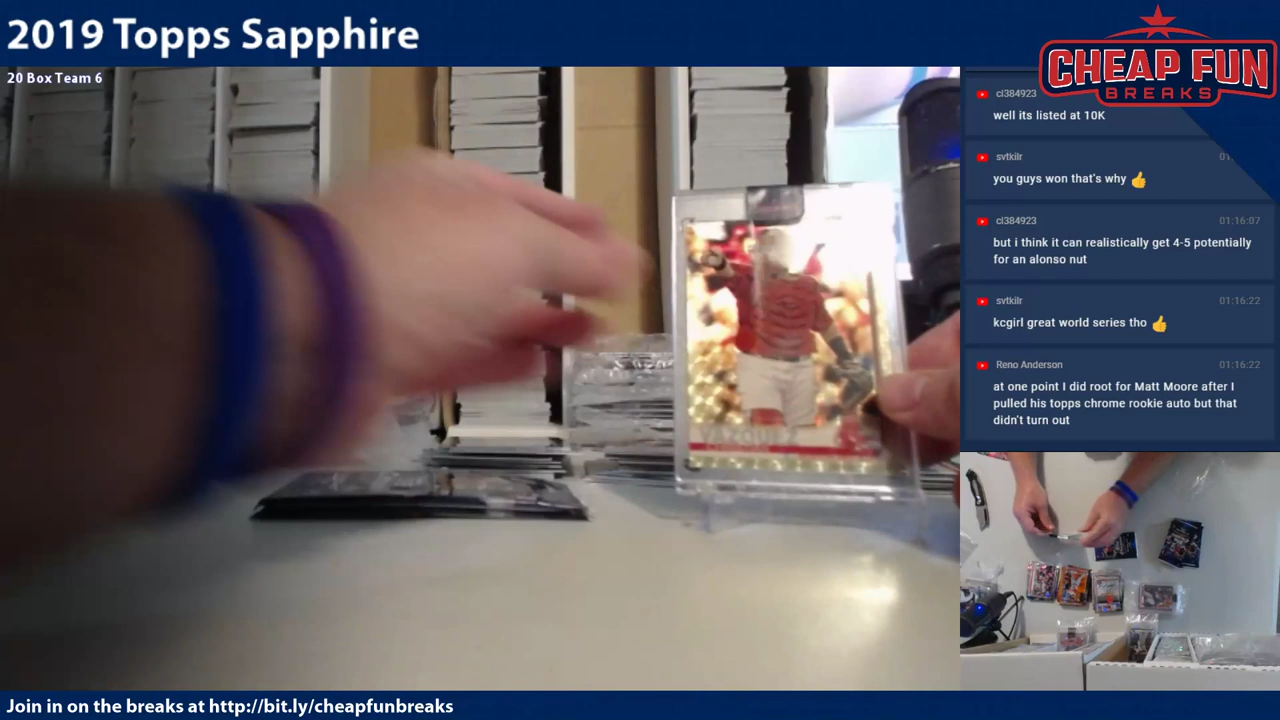 2019 Topps Sapphire
20 Box Team 6
CHEAP FUN
BREAKS
cl384923
well its listed at 10K
svtkilr
01
you guys won that's why 👍
cl384923
01:16:07
but i think it can realistically get 4-5 potentially
for an alonso nut
svtkilr
01:16:22
kcgirl great world series tho 👍
Reno Anderson
01:16:22
at one point I did root for Matt Moore after I
pulled his topps chrome rookie auto but that
didn't turn out
VAZQUEZ
Join in on the breaks at http://bit.ly/cheapfunbreaks